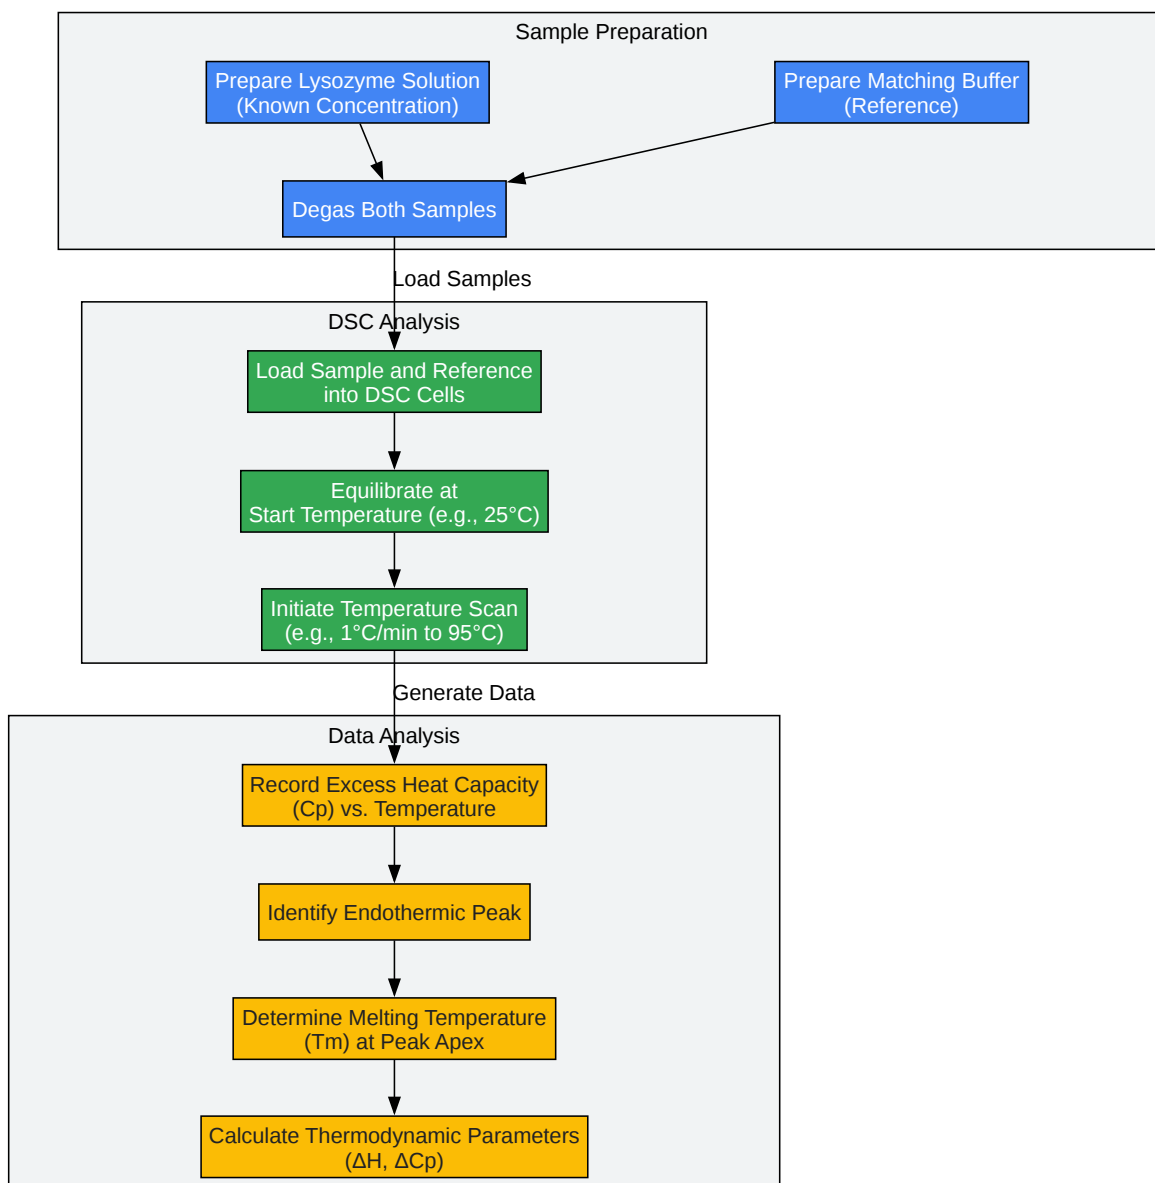 Sample Preparation
Prepare Lysozyme Solution
(Known Concentration)
Prepare Matching Buffer
(Reference)
Degas Both Samples
Load Samples
DSC Analysis
Load Sample and Reference
into DSC Cells
Equilibrate at
Start Temperature (e.g., 25°C)
Initiate Temperature Scan
(e.g., 1°C/min to 95°C)
Generate Data
Data Analysis
Record Excess Heat Capacity
(Cp) vs. Temperature
Identify Endothermic Peak
Determine Melting Temperature
(Tm) at Peak Apex
Calculate Thermodynamic Parameters
(ΔH, ΔCp)